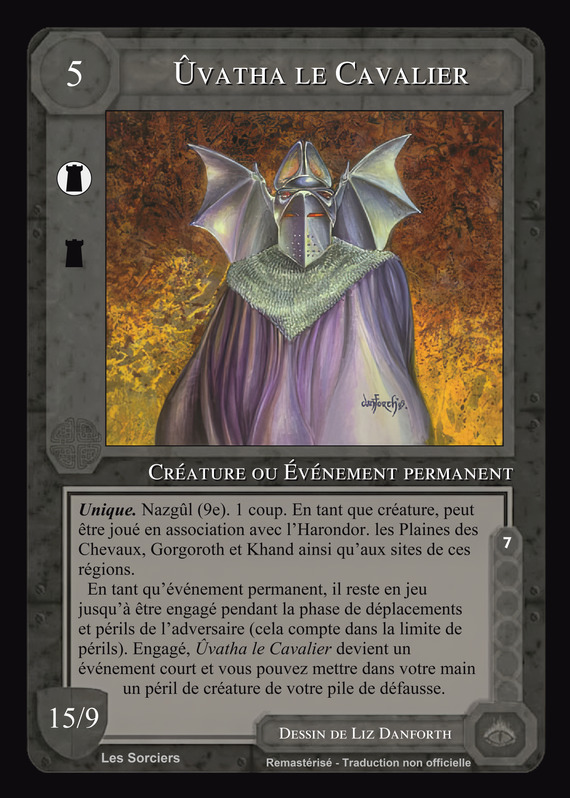 5
Ûvatha le Cavalier
Créature ou Événement permanent
Unique. Nazgûl (9e). 1 coup. En tant que créature, peut
être joué en association avec l'Harondor. les Plaines des
Chevaux, Gorgoroth et Khand ainsi qu'aux sites de ces
régions.
En tant qu'événement permanent, il reste en jeu
jusqu'à être engagé pendant la phase de déplacements
et périls de l'adversaire (cela compte dans la limite de
périls). Engagé, Ûvatha le Cavalier devient un
événement court et vous pouvez mettre dans votre main
un péril de créature de votre pile de défausse.
7
15/9
Dessin de Liz Danforth
Les Sorciers
Remastérisé - Traduction non officielle